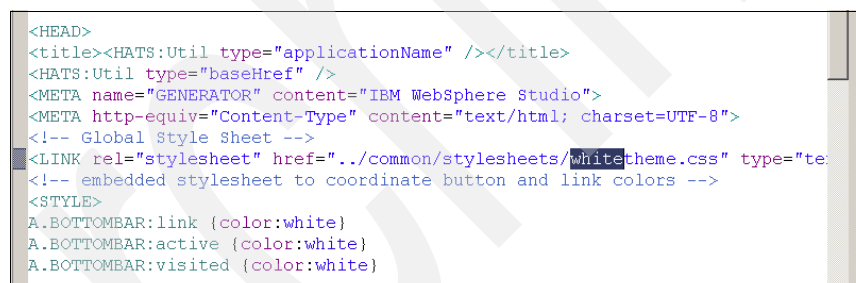 <HEAD>
<title><HATS:Util type="applicationName" /></title>
<HATS:Util type="baseHref" />
<META name="GENERATOR" content="IBM WebSphere Studio">
<META http-equiv="Content-Type" content="text/html; charset=UTF-8">
<!-- Global Style Sheet -->
<LINK rel="stylesheet" href="../common/stylesheets/whitetheme.css" type="te
<!-- embedded stylesheet to coordinate button and link colors -->
<STYLE>
A.BOTTOMBAR:link {color:white}
A.BOTTOMBAR:active {color:white}
A.BOTTOMBAR:visited {color:white}